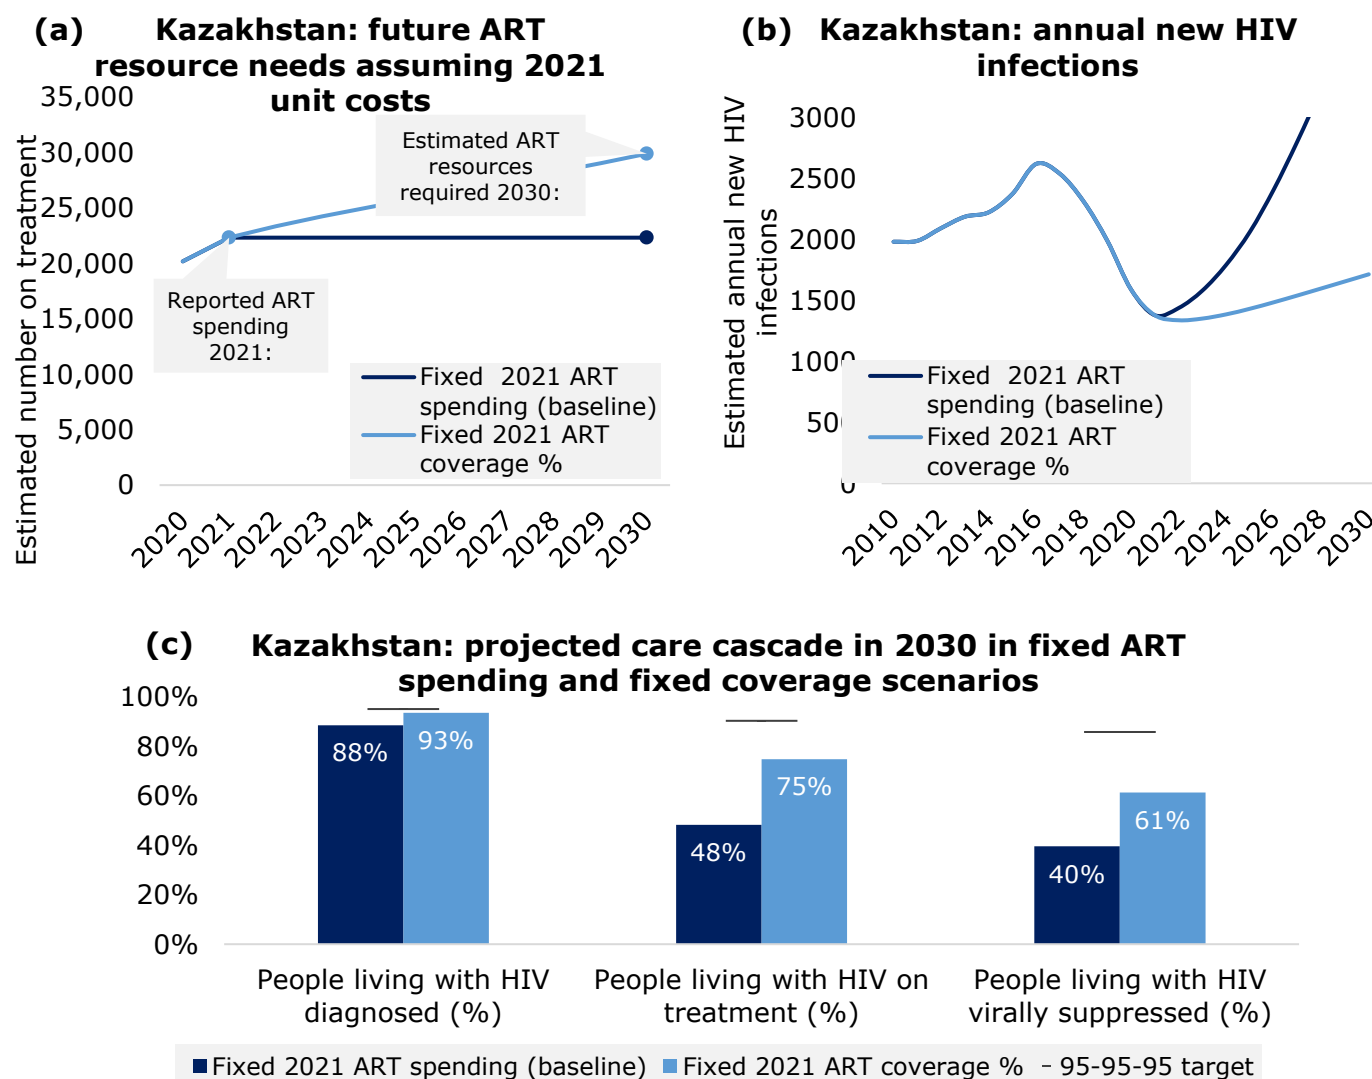 (a) Kazakhstan: future ART
resource needs assuming 2021
unit costs
Estimated number on treatment
35,000
30,000
25,000
20,000
15,000
10,000
5,000
0
Estimated ART
resources
required 2030:
Reported ART
spending
2021:
Fixed 2021 ART
spending (baseline)
Fixed 2021 ART
coverage %
2020
2021
2022
2023
2024
2025
2026
2027
2028
2029
2030
(b) Kazakhstan: annual new HIV
infections
Estimated annual new HIV
infections
3000
2500
2000
1500
1000
500
0
Fixed 2021 ART
spending (baseline)
Fixed 2021 ART
coverage %
2010
2012
2014
2016
2018
2020
2022
2024
2026
2028
2030
(c) Kazakhstan: projected care cascade in 2030 in fixed ART
spending and fixed coverage scenarios
100%
80%
60%
40%
20%
0%
88%
93%
48%
75%
40%
61%
People living with HIV
diagnosed (%)
People living with HIV on
treatment (%)
People living with HIV
virally suppressed (%)
Fixed 2021 ART spending (baseline) Fixed 2021 ART coverage % 95-95-95 target